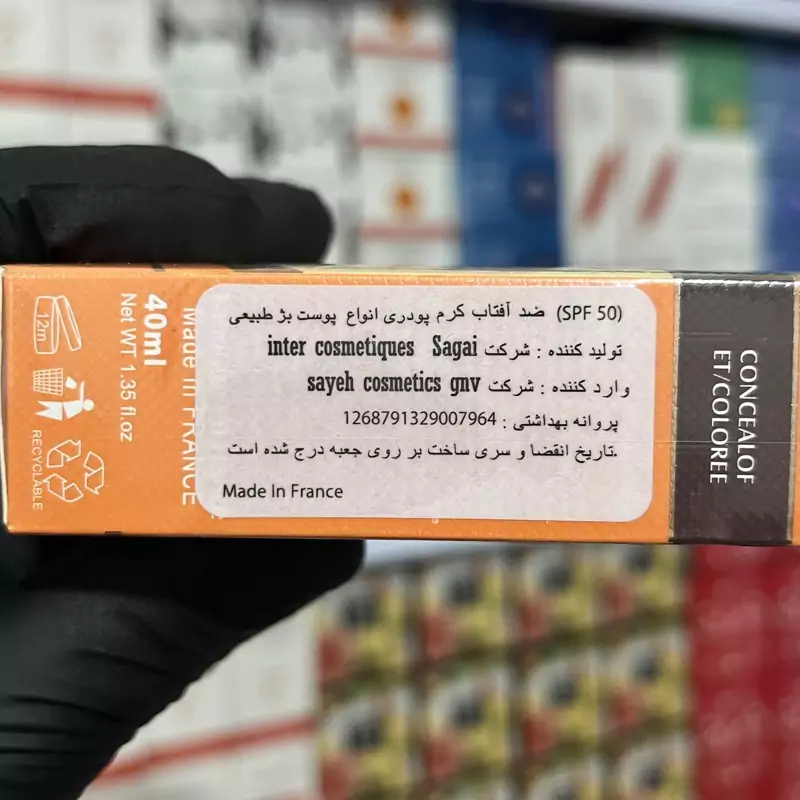 (SPF 50) ضد آفتاب کرم پودری انواع پوست بژ طبیعی
تولید کننده : شرکت inter cosmetiques Sagai
وارد کننده : شرکت sayeh cosmetics gnv
پروانه بهداشتی : 1268791329007964
تاریخ انقضا و سری ساخت بر روی جعبه درج شده است.
Made In France
CONCEALOF
ET/COLOREE
Made in FRANCE
40ml
Net WT 1.35 fl.oz
12m
RECYCLABLE